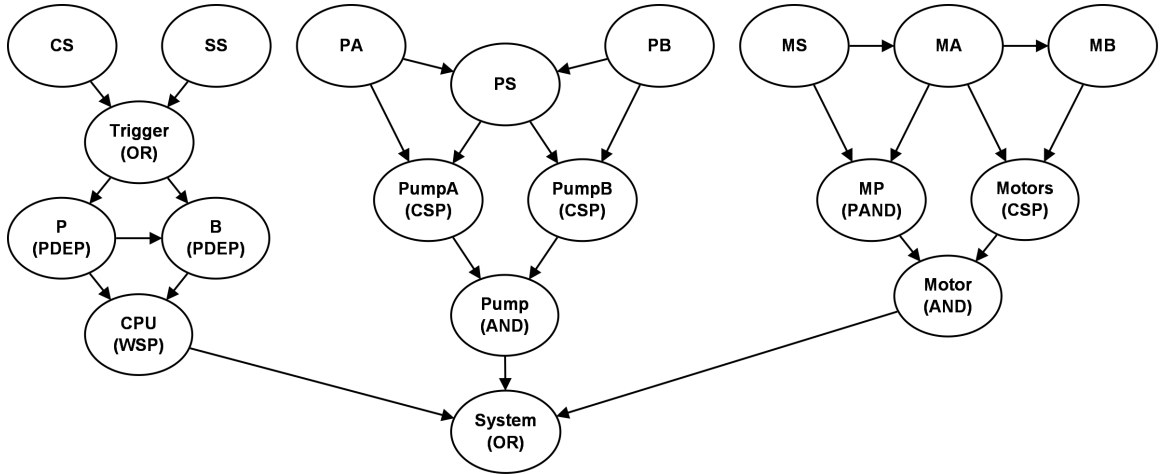 CS
SS
PA
PB
PS
MS
MA
MB
Trigger
(OR)
PumpA
(CSP)
PumpB
(CSP)
MP
(PAND)
Motors
(CSP)
P
(PDEP)
B
(PDEP)
CPU
(WSP)
Pump
(AND)
Motor
(AND)
System
(OR)